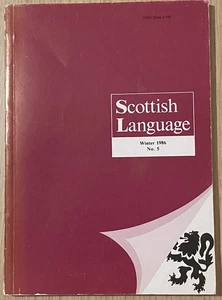 Scottish
Language
Winter 1986
No. 5